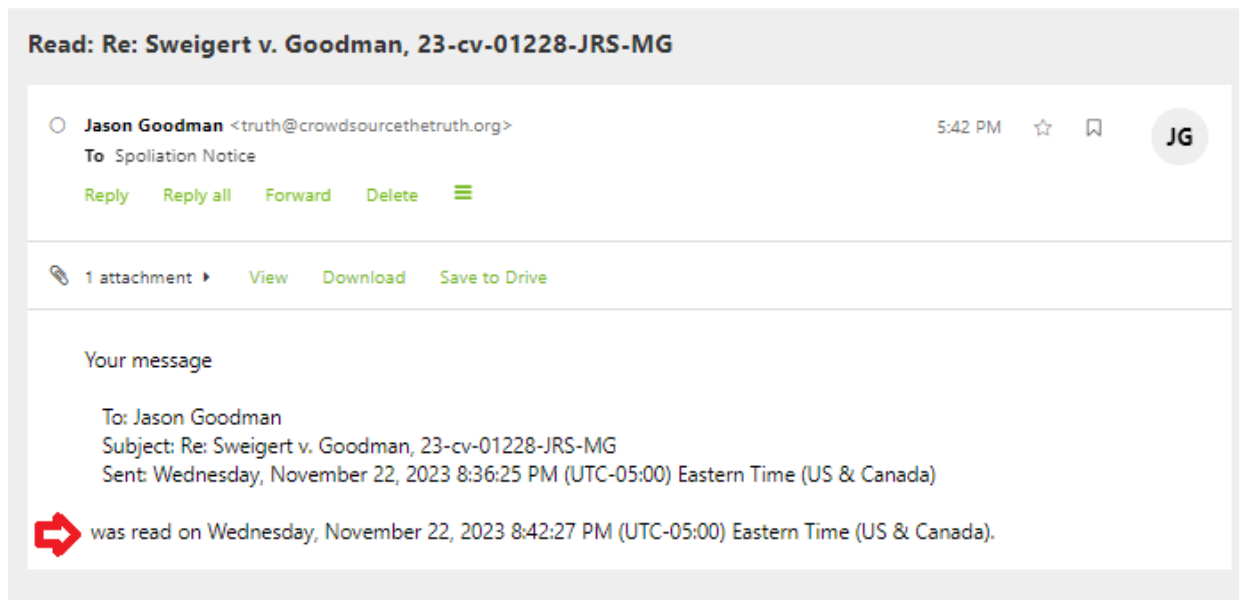 Read: Re: Sweigert v. Goodman, 23-cv-01228-JRS-MG
Jason Goodman <truth@crowdsourcethetruth.org> 5:42 PM JG
To Spoliation Notice
Reply Reply all Forward Delete
1 attachment View Download Save to Drive
Your message
To: Jason Goodman
Subject: Re: Sweigert v. Goodman, 23-cv-01228-JRS-MG
Sent: Wednesday, November 22, 2023 8:36:25 PM (UTC-05:00) Eastern Time (US & Canada)
was read on Wednesday, November 22, 2023 8:42:27 PM (UTC-05:00) Eastern Time (US & Canada).